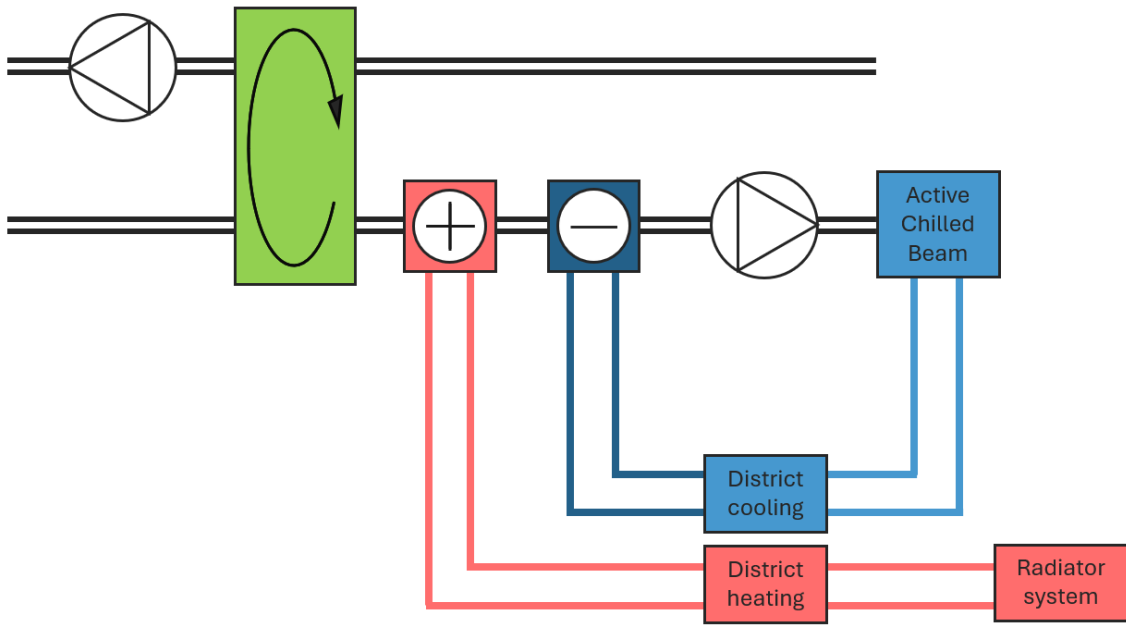 Active
Chilled
Beam
District
cooling
District
heating
Radiator
system